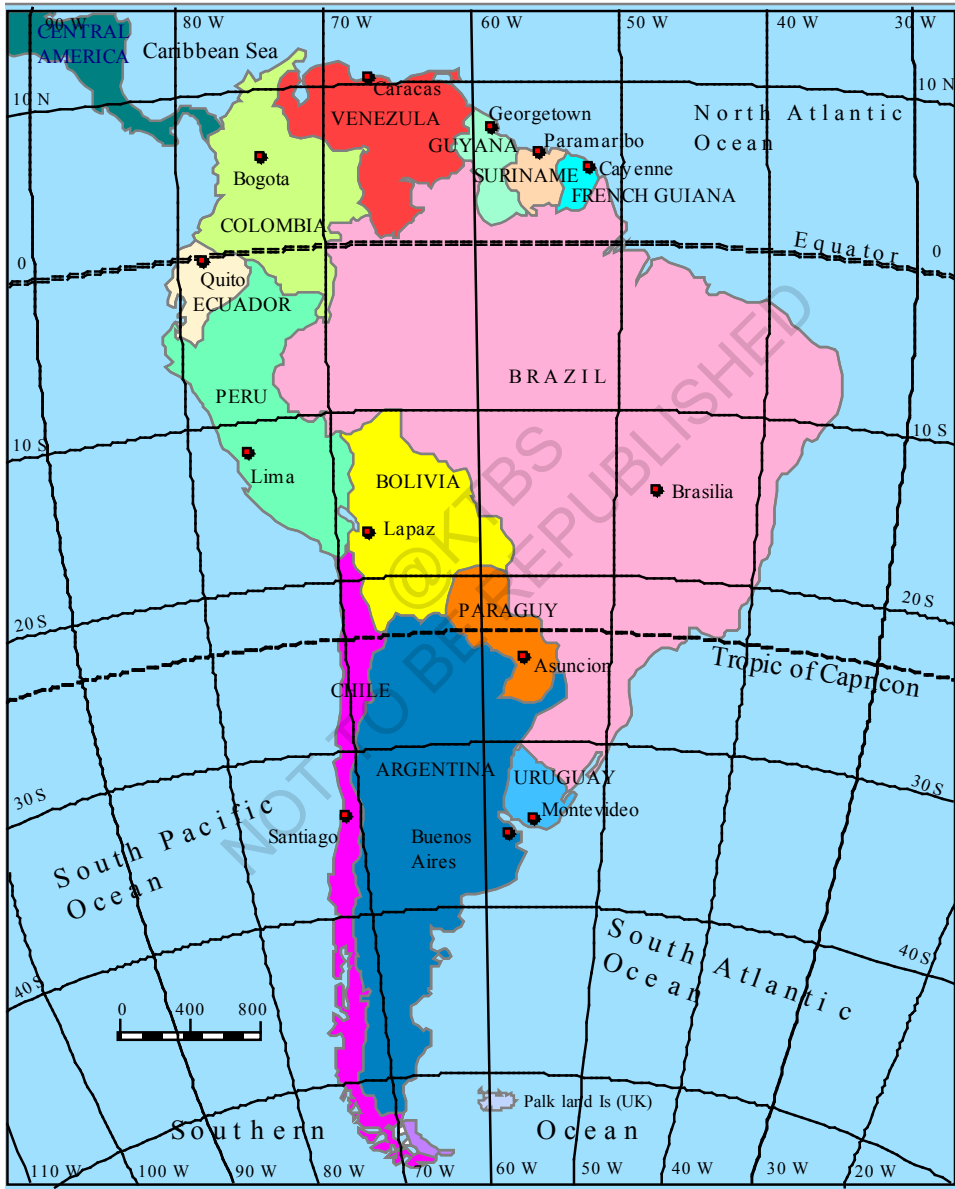 90 W
80 W
70 W
60 W
50 W
40 W
30 W
CENTRAL
AMERICA
Caribbean Sea
10 N
10 N
Caracas
VENEZULA
Georgetown
GUYANA
Paramaribo
SURINAME
Cayenne
FRENCH GUIANA
North Atlantic
Ocean
Bogota
COLOMBIA
Equator
0
0
Quito
ECUADOR
BRAZIL
PERU
10 S
10 S
Lima
BOLIVIA
Brasilia
Lapaz
20 S
20 S
PARAGUY
Asuncion
Tropic of Capricon
CHILE
ARGENTINA
URUGUAY
30 S
30 S
Montevideo
Santiago
Buenos
Aires
South Pacific
Ocean
South Atlantic
Ocean
40 S
40 S
0 400 800
Palk land Is (UK)
Southern Ocean
110 W
100 W
90 W
80 W
70 W
60 W
50 W
40 W
30 W
20 W
@KTBS
NOT TO BE REPUBLISHED